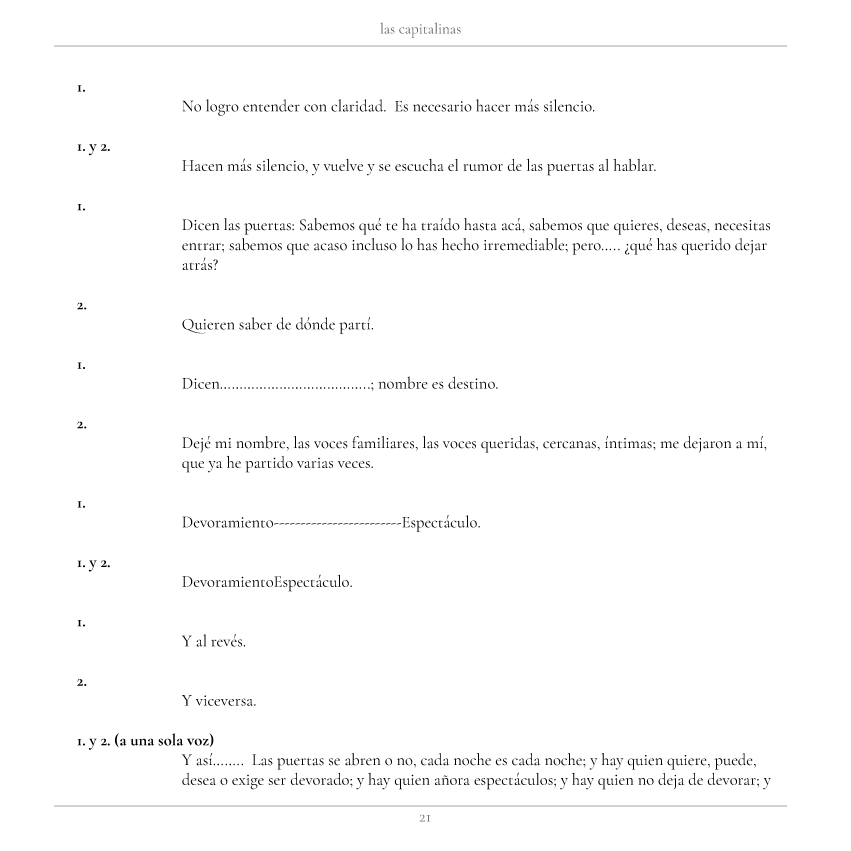 las capitalinas
1.
No logro entender con claridad.  Es necesario hacer más silencio.
1. y 2.
Hacen más silencio, y vuelve y se escucha el rumor de las puertas al hablar.
1.
Dicen las puertas: Sabemos qué te ha traído hasta acá, sabemos que quieres, deseas, necesitas
entrar; sabemos que acaso incluso lo has hecho irremediable; pero..... ¿qué has querido dejar
atrás?
2.
Quieren saber de dónde partí.
1.
Dicen.....................................; nombre es destino.
2.
Dejé mi nombre, las voces familiares, las voces queridas, cercanas, íntimas; me dejaron a mí,
que ya he partido varias veces.
1.
Devoramiento------------------------Espectáculo.
1. y 2.
DevoramientoEspectáculo.
1.
Y al revés.
2.
Y viceversa.
1. y 2. (a una sola voz)
Y así........  Las puertas se abren o no, cada noche es cada noche; y hay quien quiere, puede,
desea o exige ser devorado; y hay quien añora espectáculos; y hay quien no deja de devorar; y
21